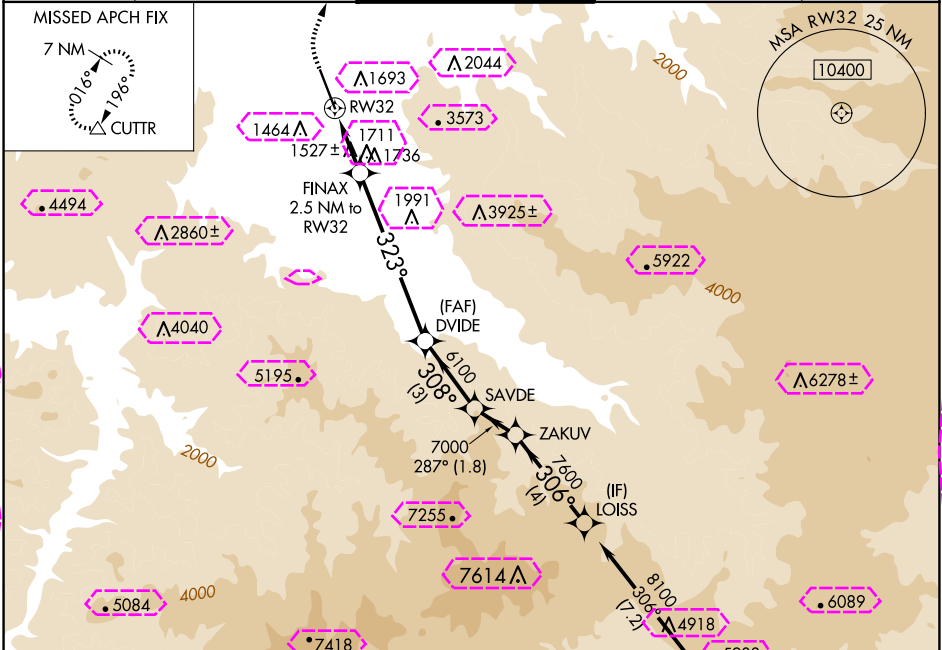 MISSED APCH FIX
7 NM
016°
196°
CUTTR
MSA RW32 25 NM
10400
2044
1693
2000
RW32
3573
1464
1711
1527±
1736
FINAX
2.5 NM to
RW32
4494
1991
3925±
2860±
323°
5922
4000
(FAF)
DVIDE
4040
6100
308°
(3)
5195
6278±
SAVDE
ZAKUV
7000
287° (1.8)
2000
7600
306°
(4)
(IF)
LOISS
7255
7614
4000
5084
8100
306°
(7.2)
6089
4918
7418